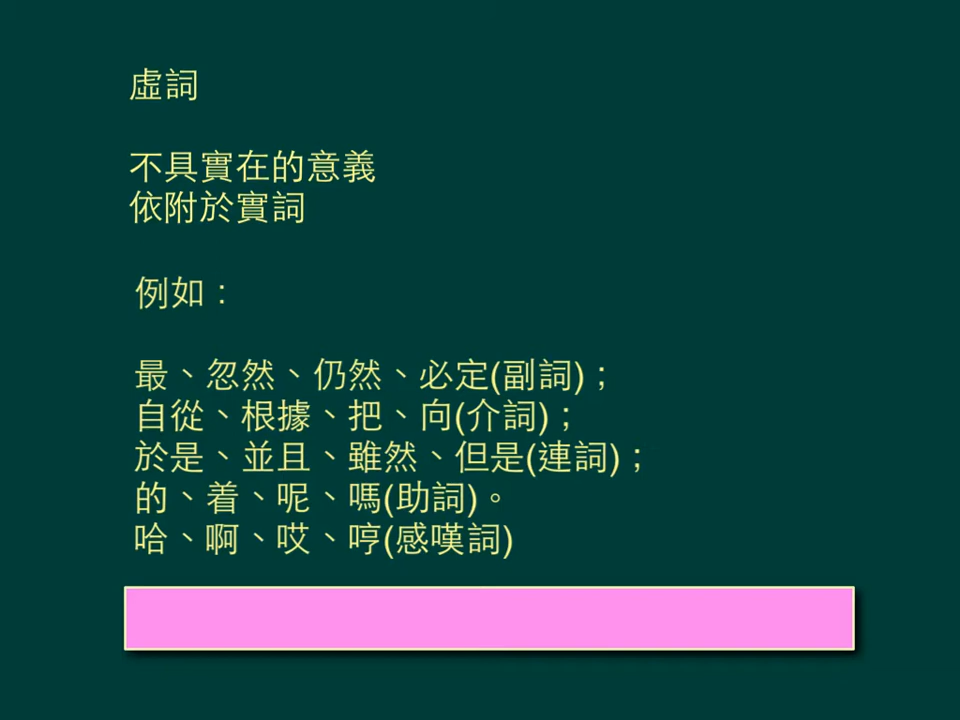 虛詞
不具實在的意義
依附於實詞
例如：
最、忽然、仍然、必定(副詞)；
自從、根據、把、向(介詞)；
於是、並且、雖然、但是(連詞)；
的、着、呢、嗎(助詞)。
哈、啊、哎、哼(感嘆詞)